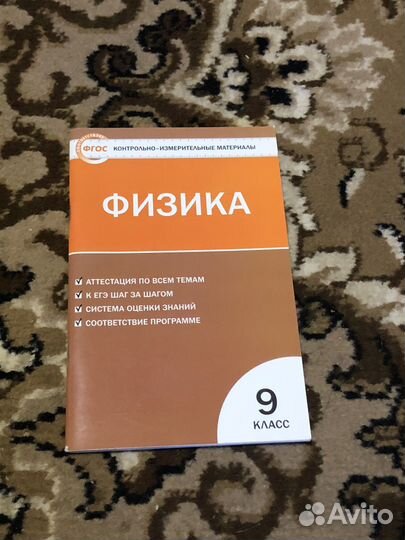 СООТВЕТСТВУЕТ
ФГОС
КОНТРОЛЬНО-ИЗМЕРИТЕЛЬНЫЕ МАТЕРИАЛЫ
ФИЗИКА
АТТЕСТАЦИЯ ПО ВСЕМ ТЕМАМ
К ЕГЭ ШАГ ЗА ШАГОМ
СИСТЕМА ОЦЕНКИ ЗНАНИЙ
СООТВЕТСТВИЕ ПРОГРАММЕ
9
КЛАСС
Avito